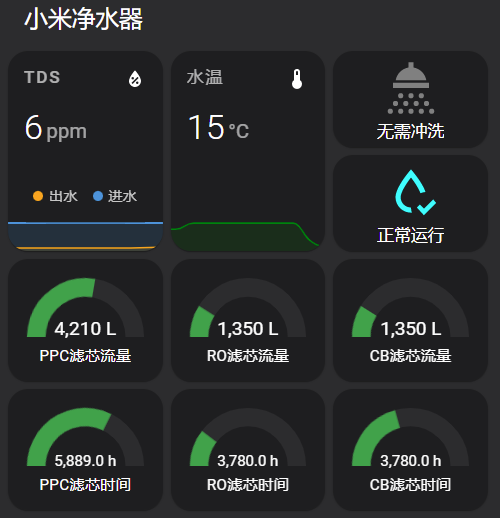 小米净水器
TDS
6 ppm
出水 进水
水温
15 °C
无需冲洗
正常运行
4,210 L
PPC滤芯流量
1,350 L
RO滤芯流量
1,350 L
CB滤芯流量
5,889.0 h
PPC滤芯时间
3,780.0 h
RO滤芯时间
3,780.0 h
CB滤芯时间